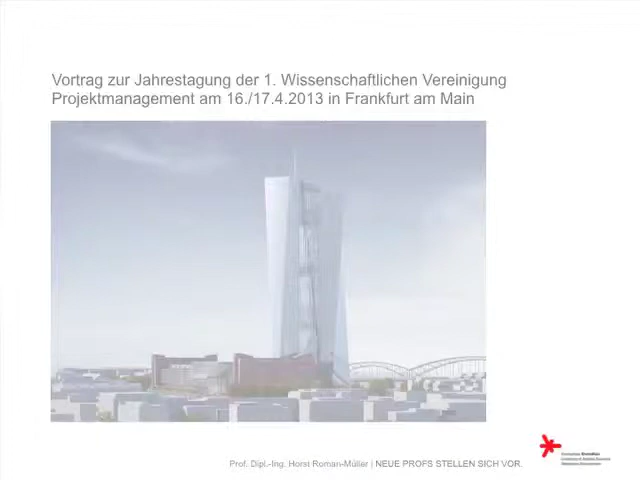 Vortrag zur Jahrestagung der 1. Wissenschaftlichen Vereinigung
Projektmanagement am 16./17.4.2013 in Frankfurt am Main
Prof. Dipl.-Ing. Horst Roman-Müller | NEUE PROFS STELLEN SICH VOR.